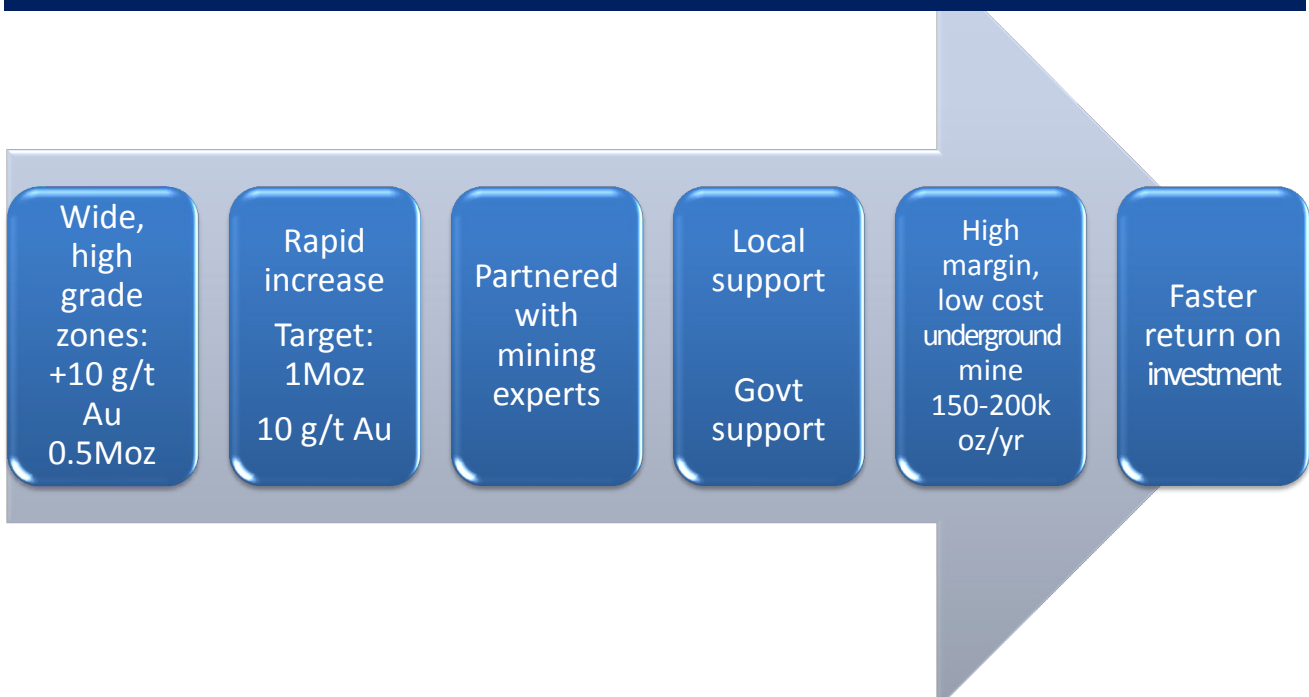 Wide,
high
grade
zones:
+10 g/t
Au
0.5Moz
Rapid
increase
Target:
1Moz
10 g/t Au
Partnered
with
mining
experts
Local
support
Govt
support
High
margin,
low cost
underground
mine
150-200k
oz/yr
Faster
return on
investment